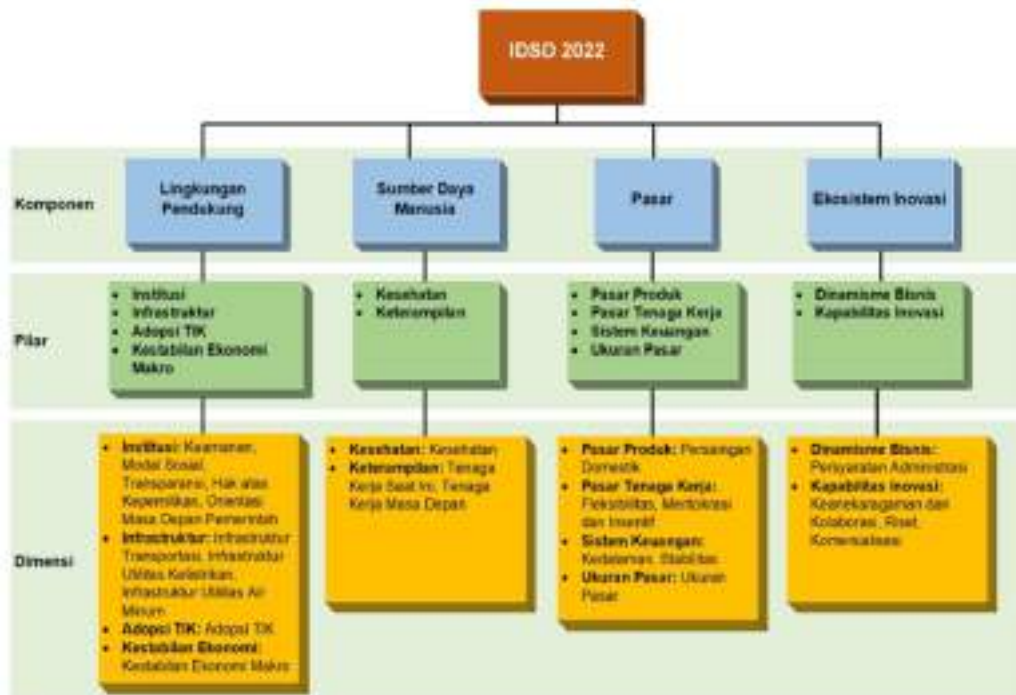 IDSD 2022
Komponen
Lingkungan
Pendukung
Sumber Daya
Manusia
Pasar
Ekosistem Inovasi
Pilar
• Institusi
• Infrastruktur
• Adopsi TIK
• Kestabilan Ekonomi
Makro
• Kesehatan
• Keterampilan
• Pasar Produk
• Pasar Tenaga Kerja
• Sistem Keuangan
• Ukuran Pasar
• Dinamisme Bisnis
• Kapabilitas Inovasi
Dimensi
• Institusi: Keamanan,
Modal Sosial,
Transparansi, Hak atas
Kepemilikan, Orientasi
Masa Depan Pemerintah
• Infrastruktur: Infrastruktur
Transportasi, Infrastruktur
Utilitas Kelistrikan,
Infrastruktur Utilitas Air
Minum
• Adopsi TIK: Adopsi TIK
• Kestabilan Ekonomi:
Kestabilan Ekonomi Makro
• Kesehatan: Kesehatan
• Keterampilan: Tenaga
Kerja Saat Ini, Tenaga
Kerja Masa Depan
• Pasar Produk: Persaingan
Domestik
• Pasar Tenaga Kerja:
Fleksibilitas, Meritokrasi
dan Insentif
• Sistem Keuangan:
Kedalaman, Stabilitas
• Ukuran Pasar: Ukuran
Pasar
• Dinamisme Bisnis:
Persyaratan Administasi
• Kapabilitas Inovasi:
Keanekaragaman dan
Kolaborasi, Riset,
Komersialisasi